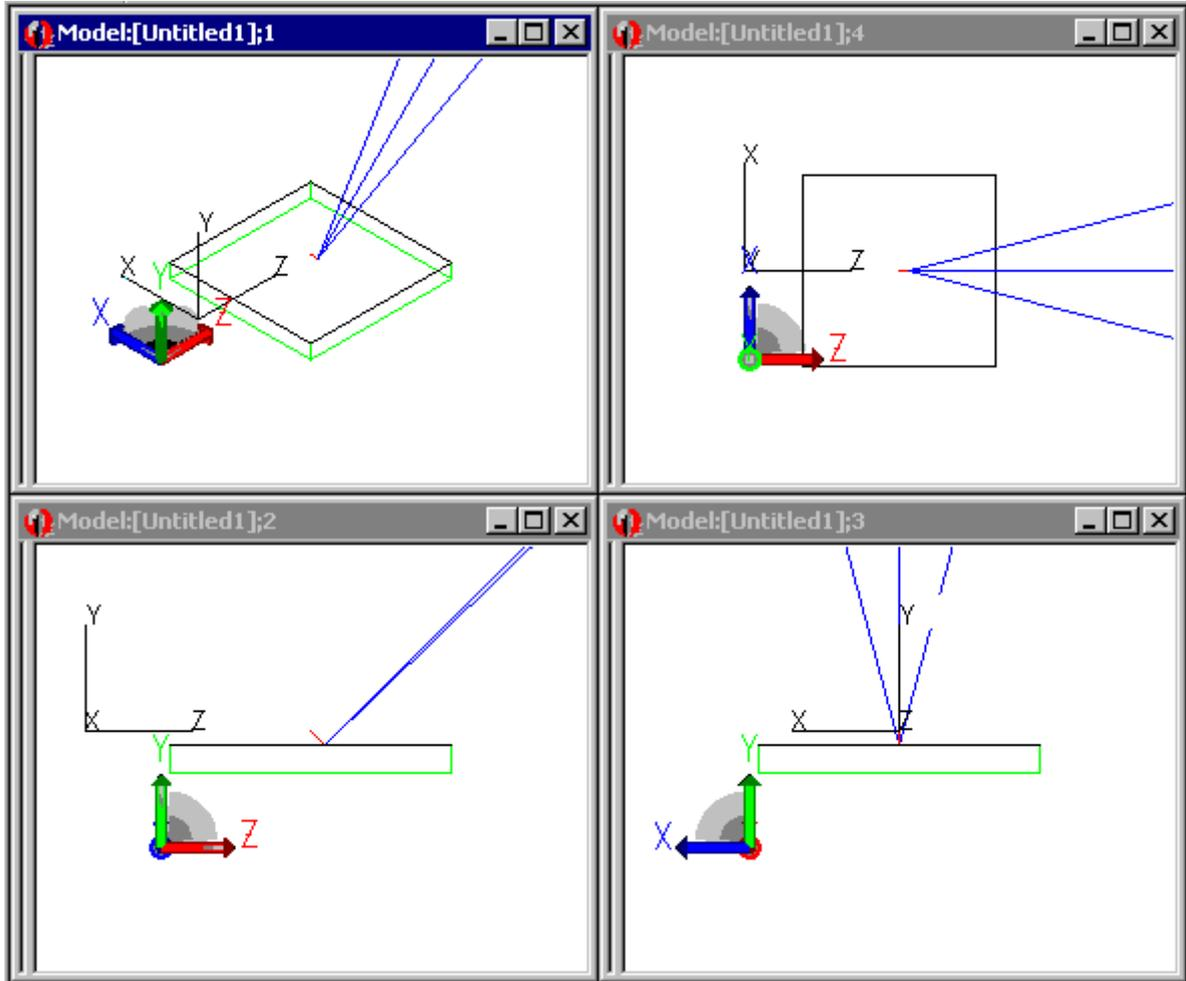 Model:[Untitled1];1
Model:[Untitled1];4
Y
X
Z
Y
X
Z
X
Y
Z
Z
Model:[Untitled1];2
Model:[Untitled1];3
Y
X
Z
Y
Z
Y
X
Z
Y
X